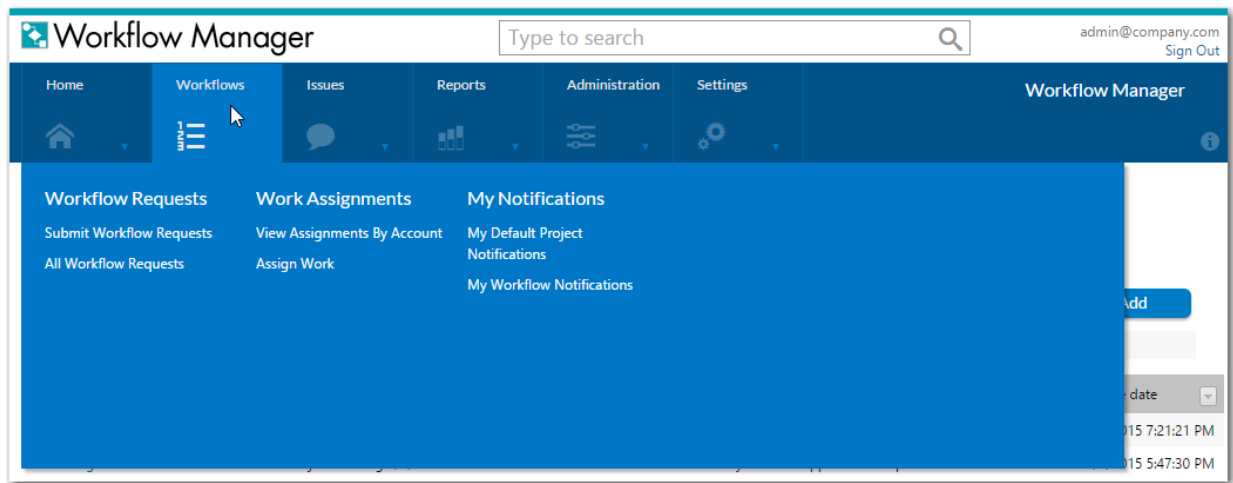 Workflow Manager
Type to search
admin@company.com
Sign Out
Home
Workflows
Issues
Reports
Administration
Settings
Workflow Manager
Workflow Requests
Submit Workflow Requests
All Workflow Requests
Work Assignments
View Assignments By Account
Assign Work
My Notifications
My Default Project
Notifications
My Workflow Notifications
Add
date
015 7:21:21 PM
015 5:47:30 PM